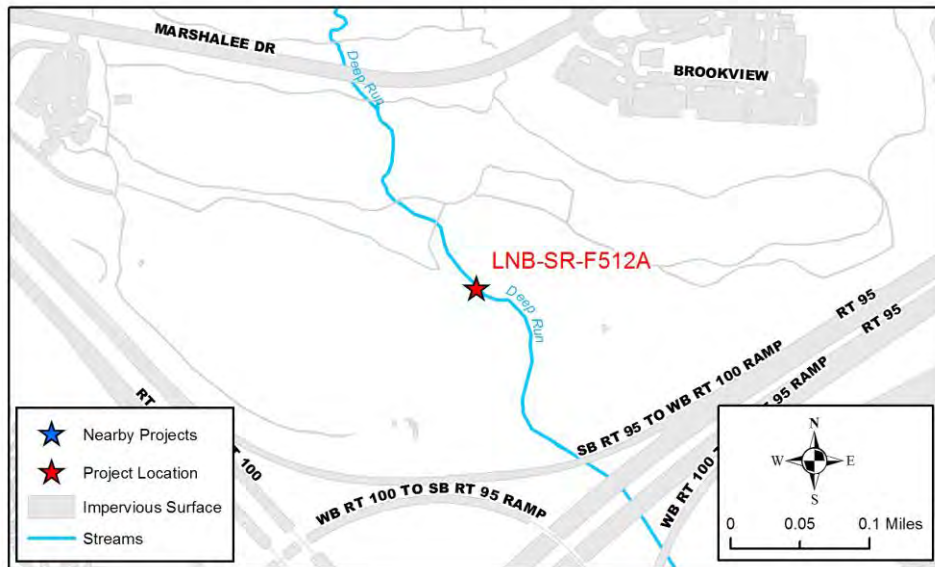 MARSHALEE DR
Deep Run
BROOKVIEW
LNB-SR-F512A
Deep Run
RT 95
RT 95
SB RT 95 TO WB RT 100 RAMP
WB RT 100 TO SB RT 95 RAMP
WB RT 100 T
95 RAMP
RT
100
Nearby Projects
Project Location
Impervious Surface
Streams
N
W E
S
0 0.05 0.1 Miles